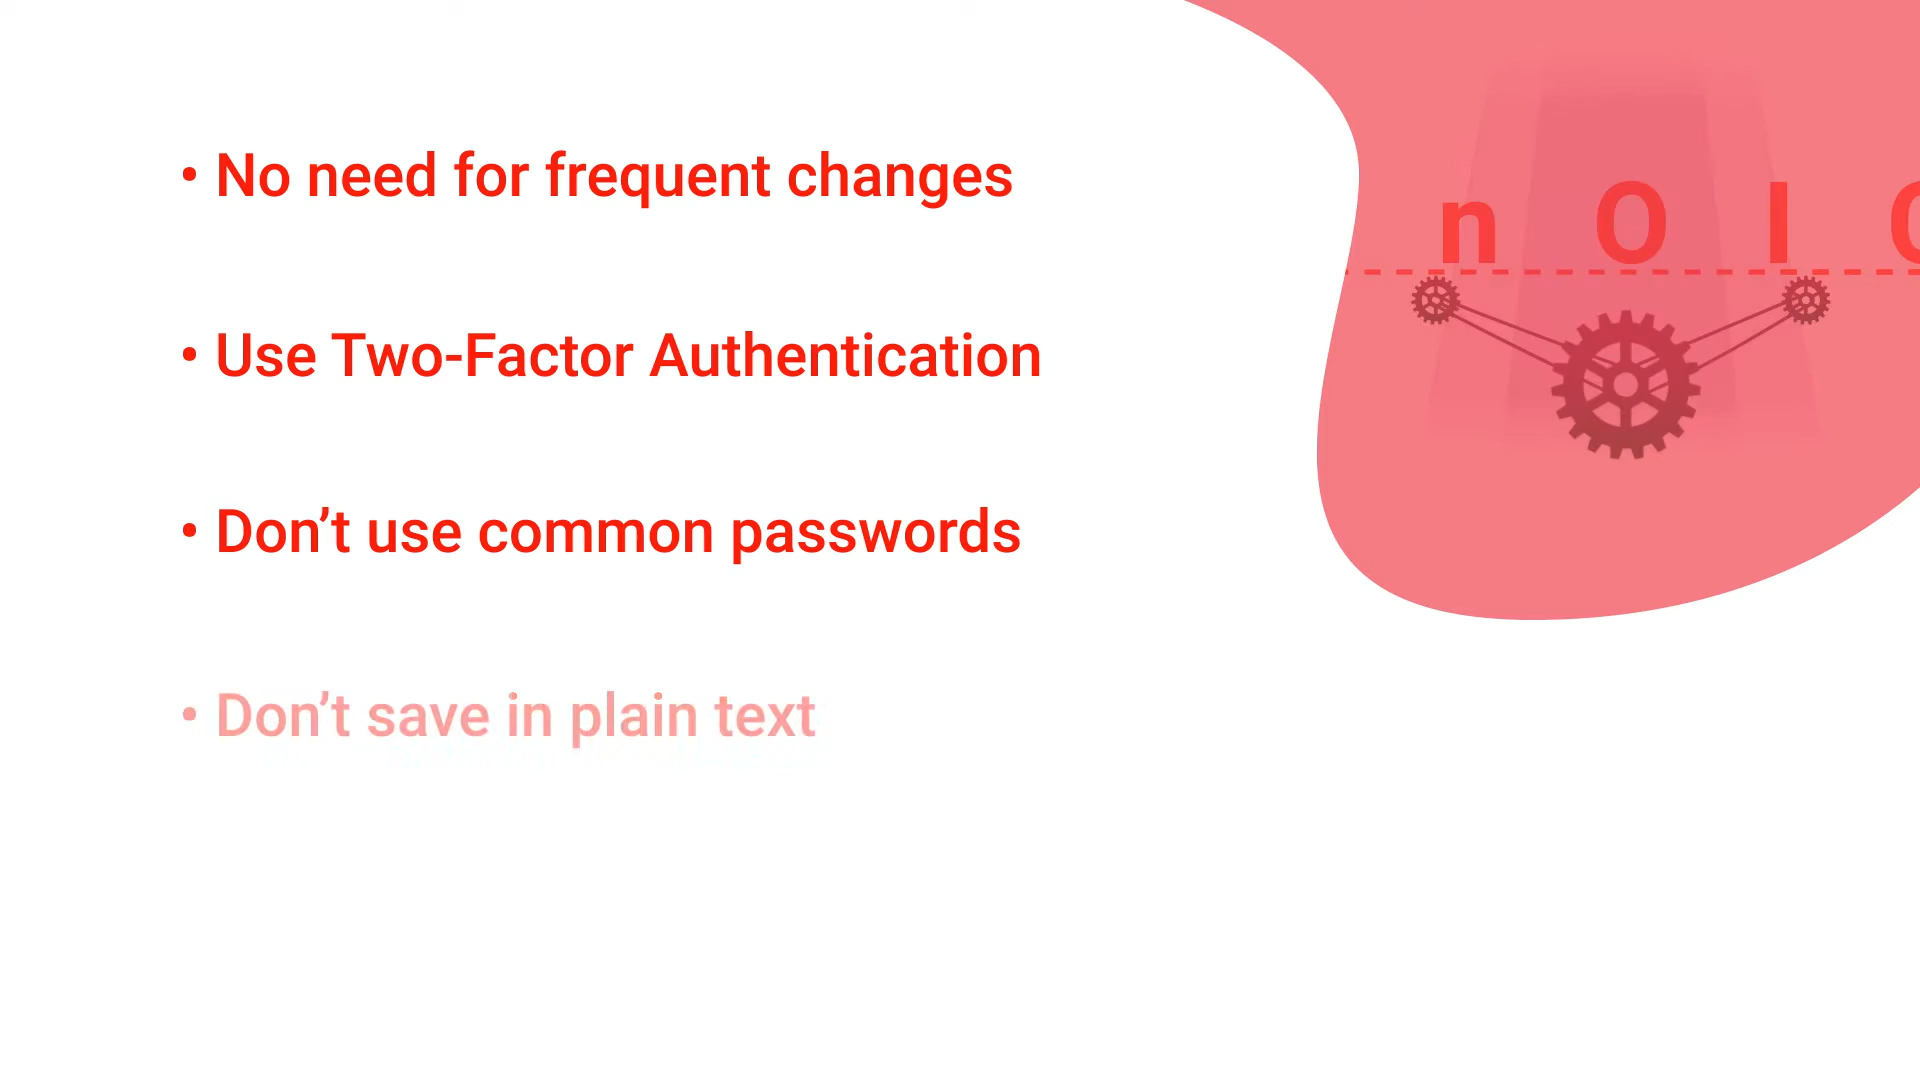 • No need for frequent changes
• Use Two-Factor Authentication
• Don’t use common passwords
• Don’t save in plain text
n O I